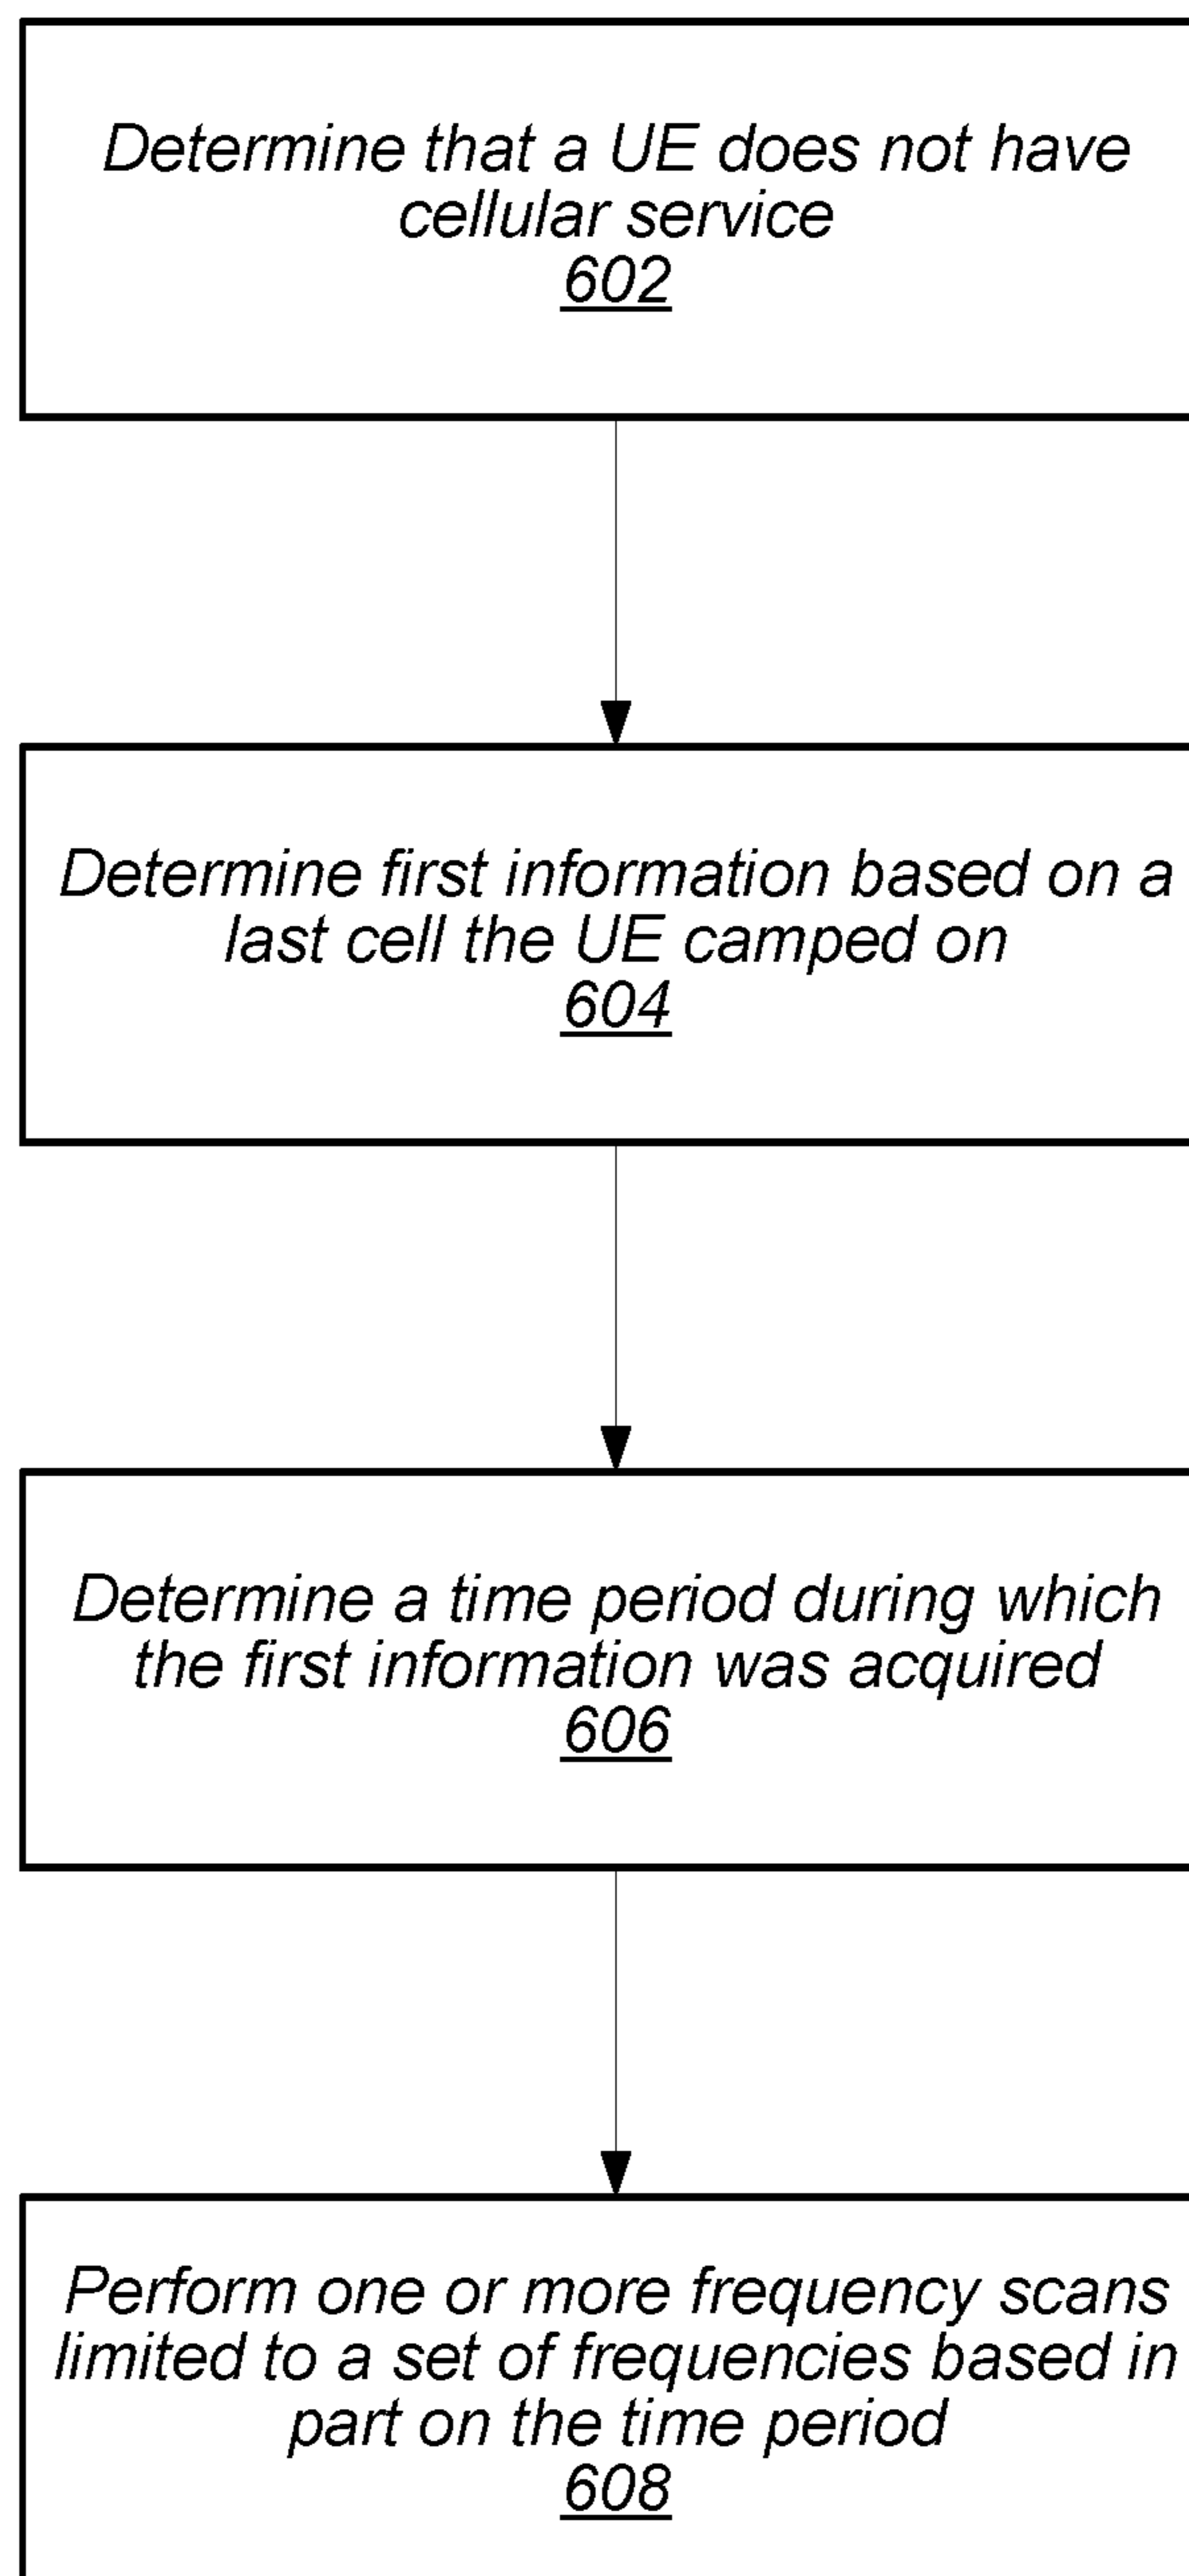 Determine that a UE does not have
cellular service
602
Determine first information based on a
last cell the UE camped on
604
Determine a time period during which
the first information was acquired
606
Perform one or more frequency scans
limited to a set of frequencies based in
part on the time period
608